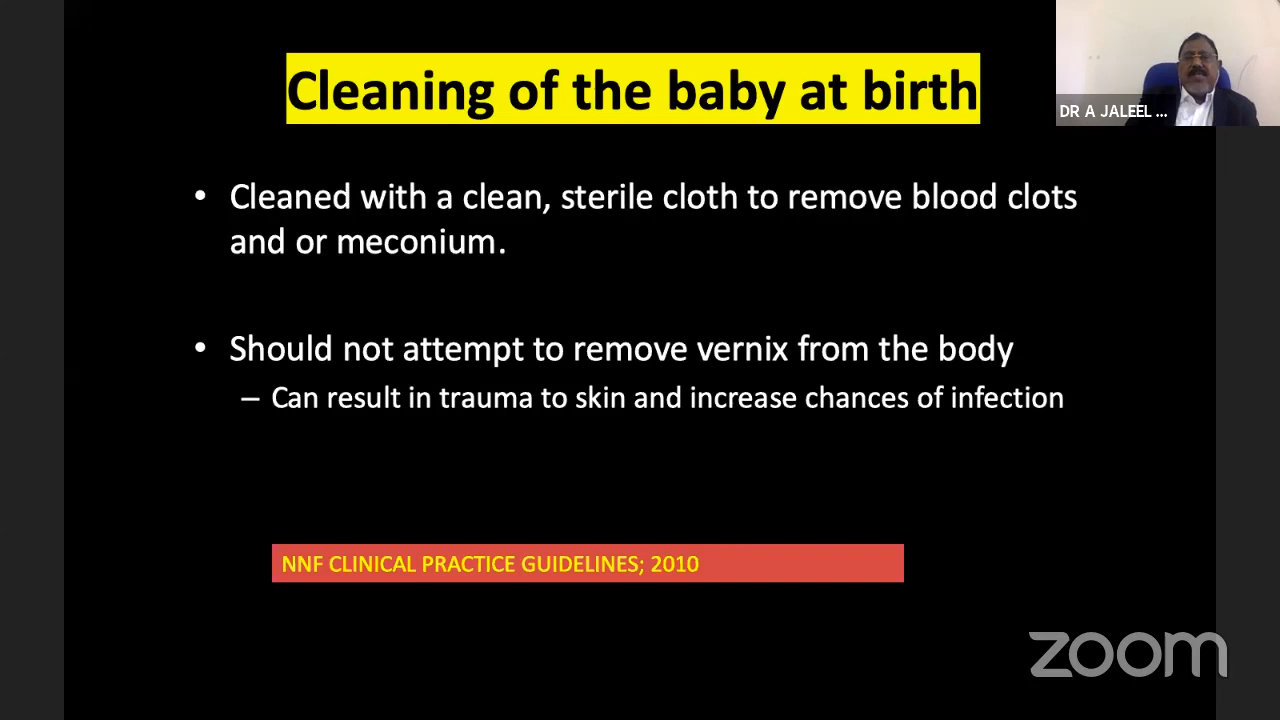 Cleaning of the baby at birth
DR A JALEEL ...
• Cleaned with a clean, sterile cloth to remove blood clots
and or meconium.
• Should not attempt to remove vernix from the body
– Can result in trauma to skin and increase chances of infection
NNF CLINICAL PRACTICE GUIDELINES; 2010
zoom